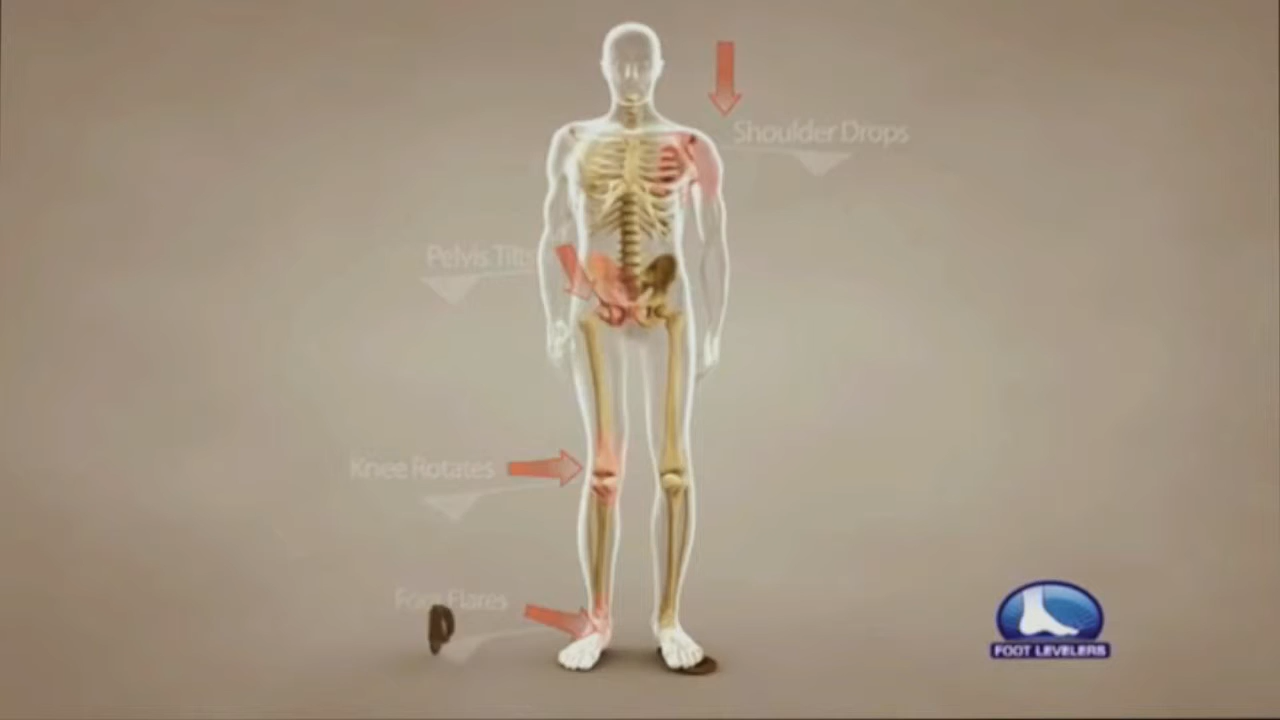 Shoulder Drops
Pelvis Tilts
Knee Rotates
Foot Flares
FOOT LEVELERS